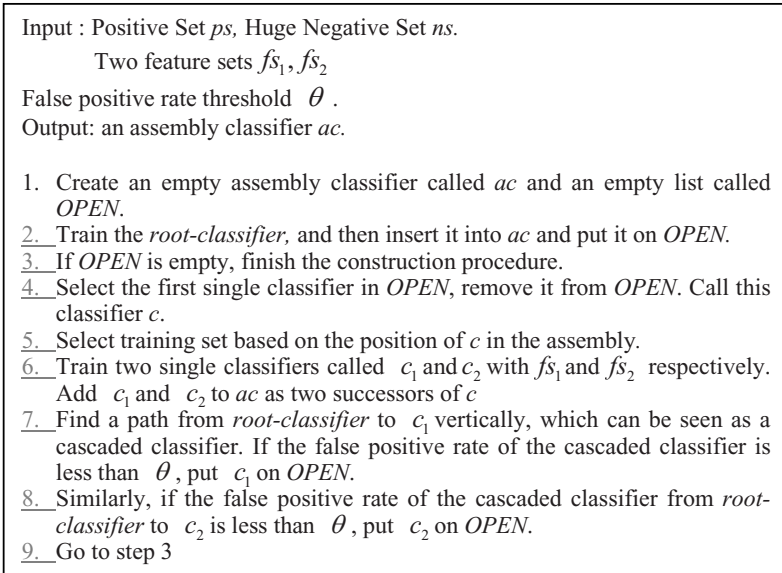 Input : Positive Set ps, Huge Negative Set ns.
Two feature sets fs₁, fs₂
False positive rate threshold θ .
Output: an assembly classifier ac.
1. Create an empty assembly classifier called ac and an empty list called
OPEN.
2. Train the root-classifier, and then insert it into ac and put it on OPEN.
3. If OPEN is empty, finish the construction procedure.
4. Select the first single classifier in OPEN, remove it from OPEN. Call this
classifier c.
5. Select training set based on the position of c in the assembly.
6. Train two single classifiers called c₁ and c₂ with fs₁ and fs₂ respectively.
Add c₁ and c₂ to ac as two successors of c
7. Find a path from root-classifier to c₁ vertically, which can be seen as a
cascaded classifier. If the false positive rate of the cascaded classifier is
less than θ , put c₁ on OPEN.
8. Similarly, if the false positive rate of the cascaded classifier from root-
classifier to c₂ is less than θ , put c₂ on OPEN.
9. Go to step 3